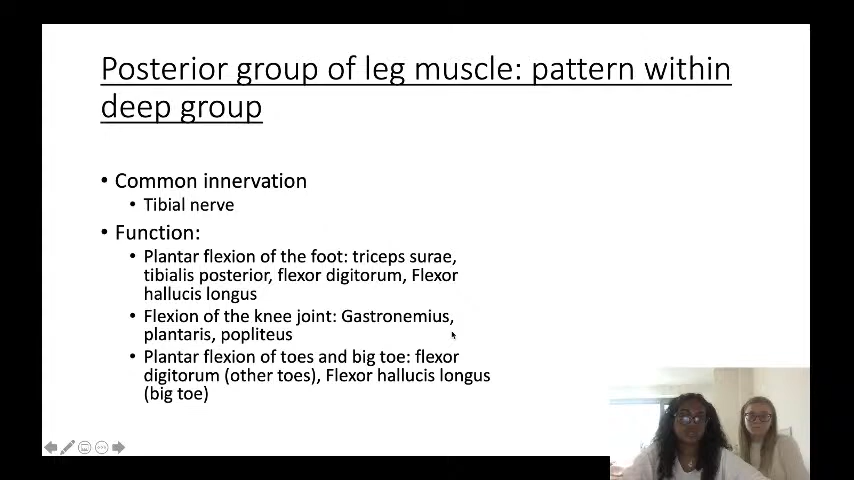 Posterior group of leg muscle: pattern within
deep group
• Common innervation
• Tibial nerve
• Function:
• Plantar flexion of the foot: triceps surae,
tibialis posterior, flexor digitorum, Flexor
hallucis longus
• Flexion of the knee joint: Gastronemius,
plantaris, popliteus
• Plantar flexion of toes and big toe: flexor
digitorum (other toes), Flexor hallucis longus
(big toe)